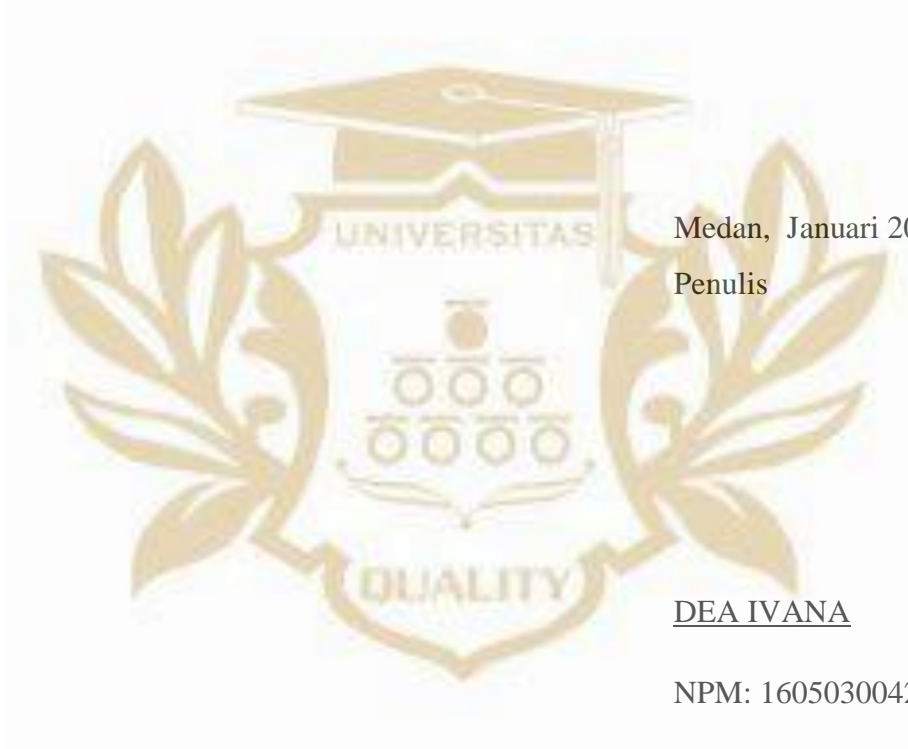 UNIVERSITAS
Medan, Januari 20
Penulis
QUALITY
DEA IVANA
NPM: 160503004